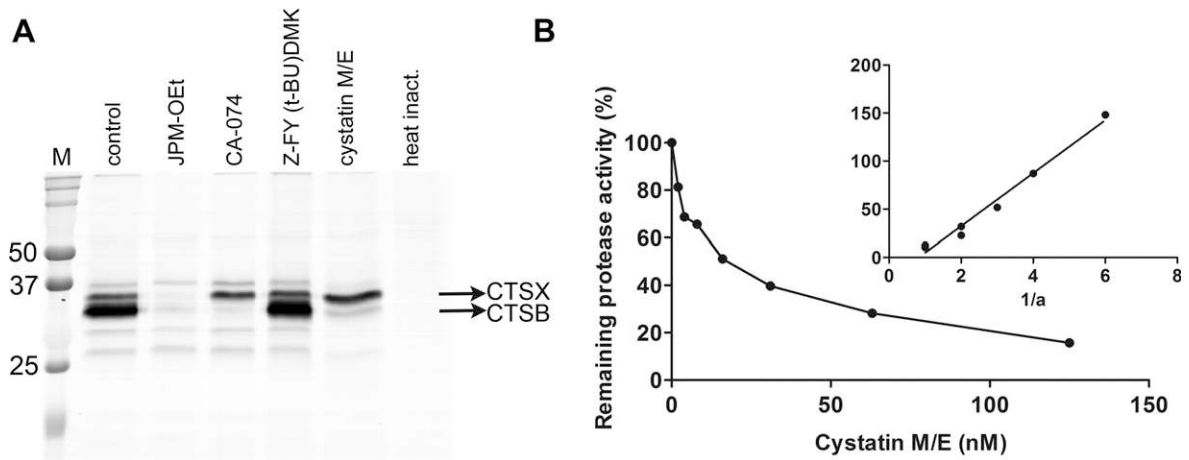 A
M
control
JPM-OEt
CA-074
Z-FY (t-BU)DMK
cystatin M/E
heat inact.
50
37
25
CTSX
CTSB
B
Remaining protease activity (%)
100
80
60
40
20
0
0
50
100
150
Cystatin M/E (nM)
200
150
100
50
0
0
2
4
6
8
1/a